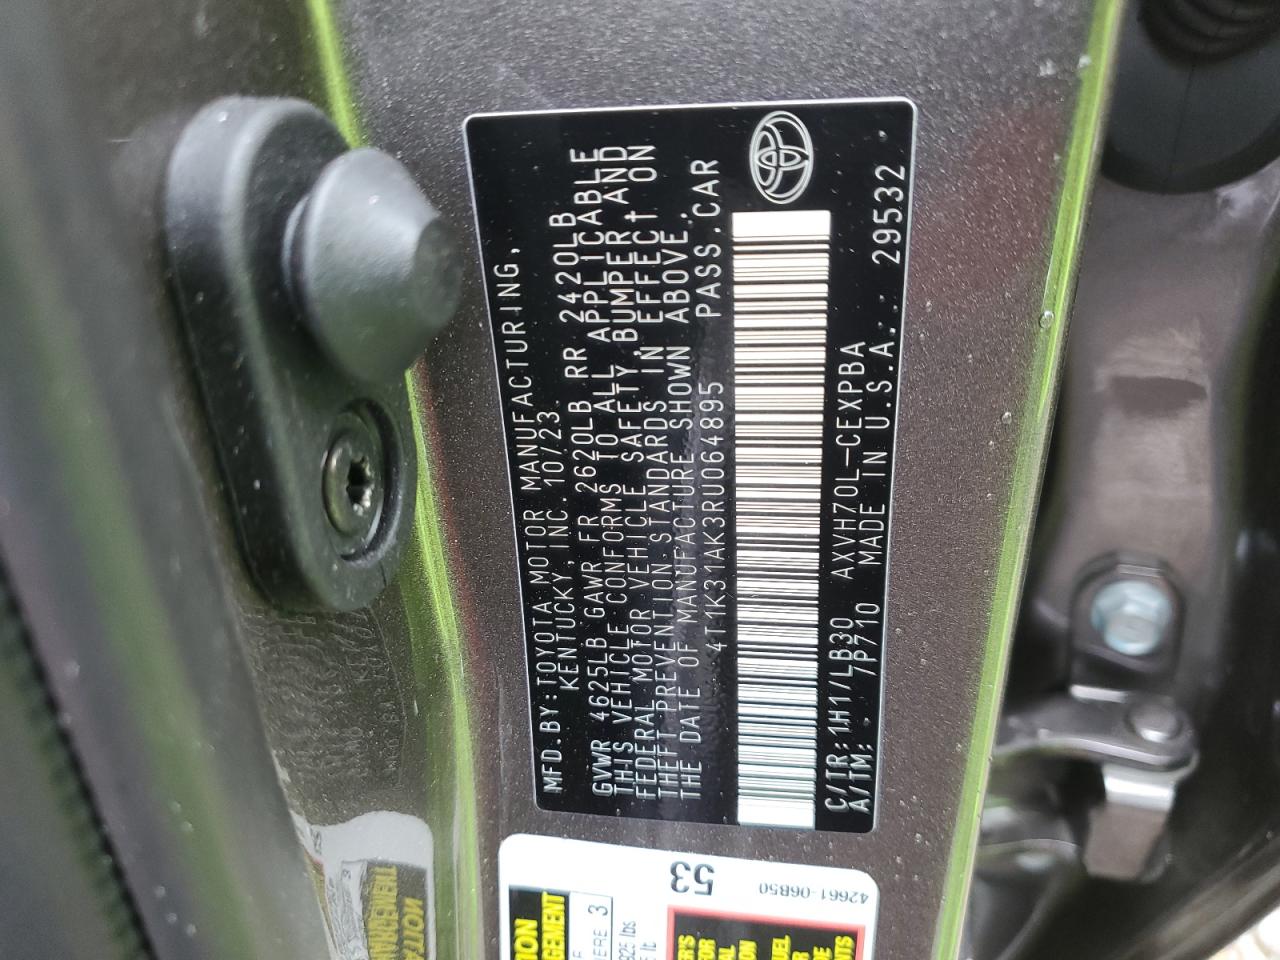 MFD. BY: TOYOTA MOTOR MANUFACTURING,
KENTUCKY, INC. 10/23
GVWR 4625LB GAWR FR 2620LB RR 2420LB
THIS VEHICLE CONFORMS TO ALL APPLICABLE
FEDERAL MOTOR VEHICLE SAFETY, BUMPER, AND
THEFT PREVENTION STANDARDS IN EFFECT ON
THE DATE OF MANUFACTURE SHOWN ABOVE.
4T1K31AK3RU064895 PASS.CAR
C/TR: 1H1/LB30 AXVH70L-CEXPBA
A/TM: 7P710 MADE IN U.S.A. 29532
53
42661-06B50
3